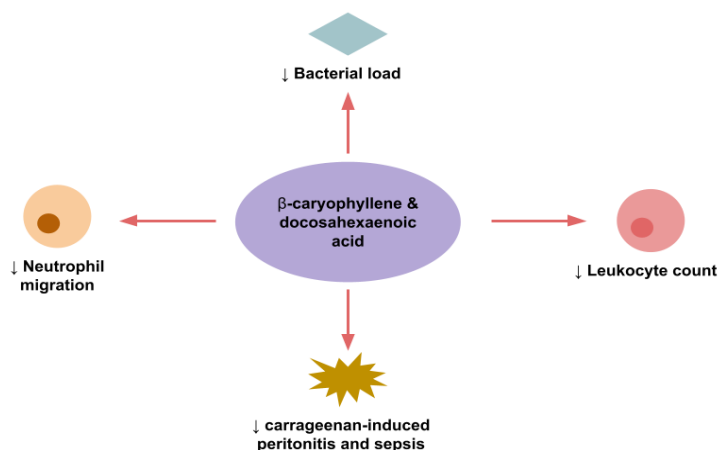 ↓ Bacterial load
β-caryophyllene &
docosahexaenoic
acid
↓ Neutrophil
migration
↓ Leukocyte count
↓ carrageenan-induced
peritonitis and sepsis